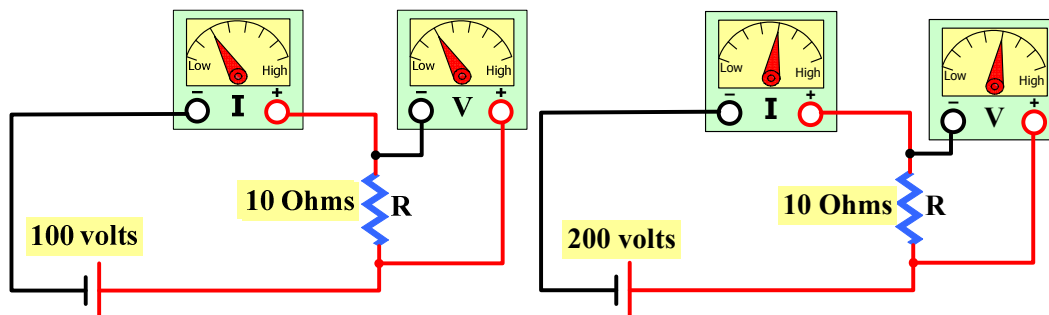 Low
High
− I +
Low
High
− V +
10 Ohms
R
100 volts
Low
High
− I +
Low
High
− V +
10 Ohms
R
200 volts